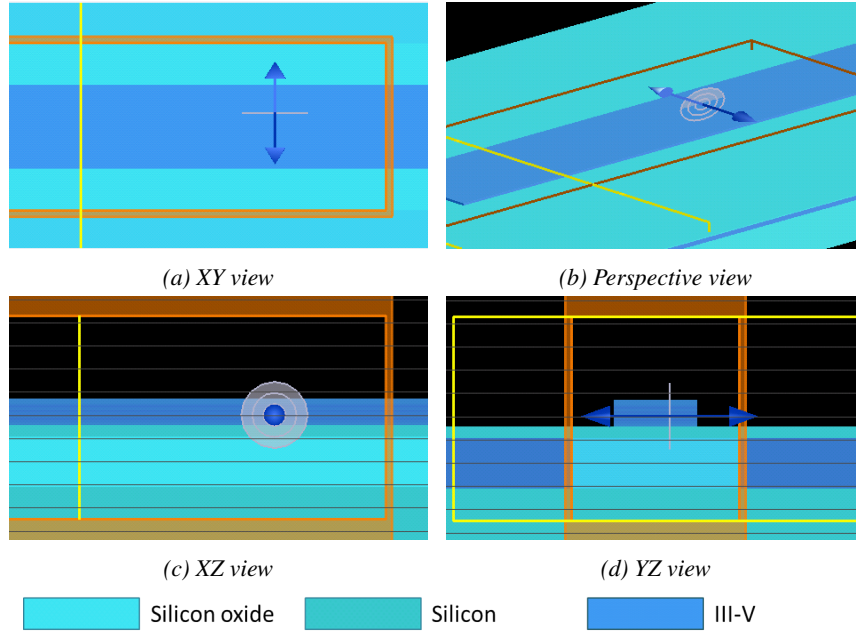 (a) XY view
(b) Perspective view
(c) XZ view
(d) YZ view
Silicon oxide
Silicon
III-V